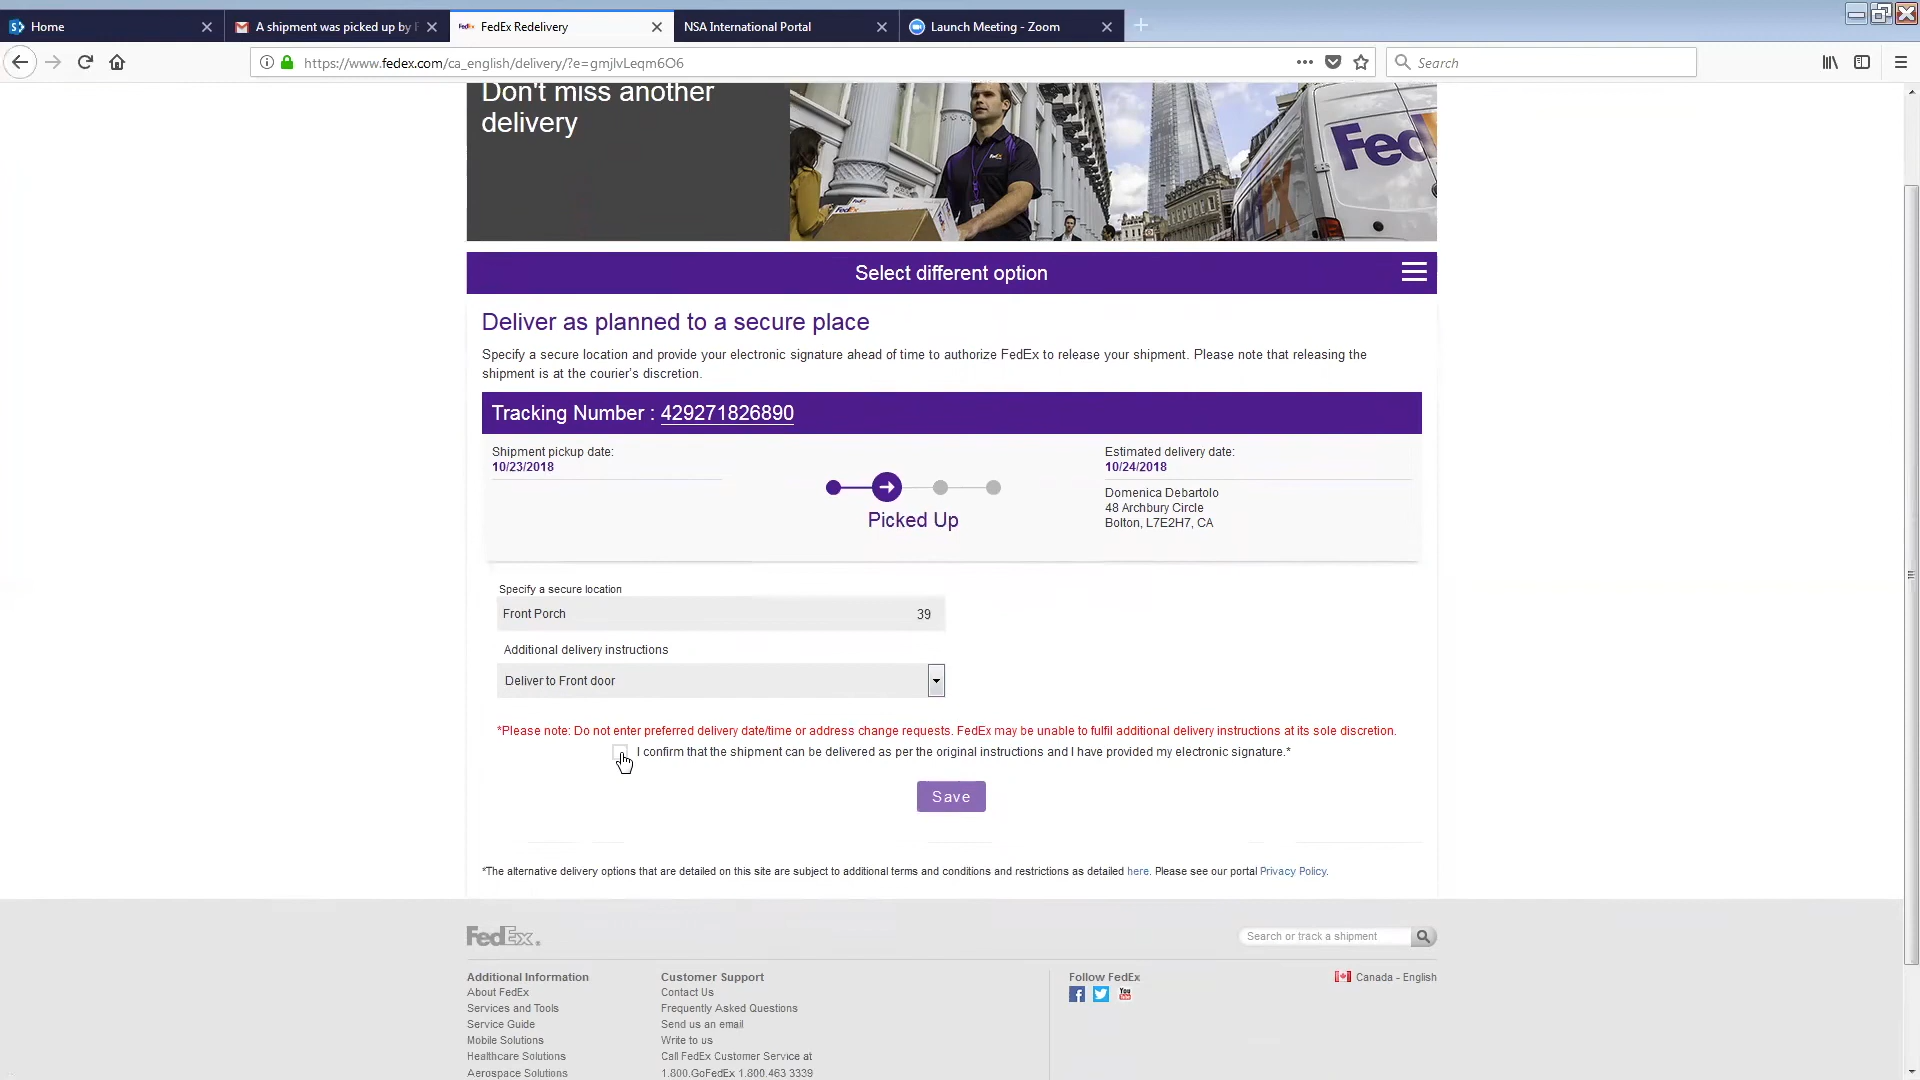 Home
A shipment was picked up by F
FedEx Redelivery
NSA International Portal
Launch Meeting - Zoom
https://www.fedex.com/ca_english/delivery/?e=gmjlvLeqm6O6
Search
Don't miss another
delivery
Select different option
Deliver as planned to a secure place
Specify a secure location and provide your electronic signature ahead of time to authorize FedEx to release your shipment. Please note that releasing the
shipment is at the courier's discretion.
Tracking Number : 429271826890
Shipment pickup date:
10/23/2018
Picked Up
Estimated delivery date:
10/24/2018
Domenica Debartolo
48 Archbury Circle
Bolton, L7E2H7, CA
Specify a secure location
Front Porch 39
Additional delivery instructions
Deliver to Front door
*Please note: Do not enter preferred delivery date/time or address change requests. FedEx may be unable to fulfil additional delivery instructions at its sole discretion.
I confirm that the shipment can be delivered as per the original instructions and I have provided my electronic signature.*
Save
*The alternative delivery options that are detailed on this site are subject to additional terms and conditions and restrictions as detailed here. Please see our portal Privacy Policy.
FedEx
Search or track a shipment
Additional Information
About FedEx
Services and Tools
Service Guide
Mobile Solutions
Healthcare Solutions
Aerospace Solutions
Customer Support
Contact Us
Frequently Asked Questions
Send us an email
Write to us
Call FedEx Customer Service at
1.800.GoFedEx 1.800.463 3339
Follow FedEx
Canada - English